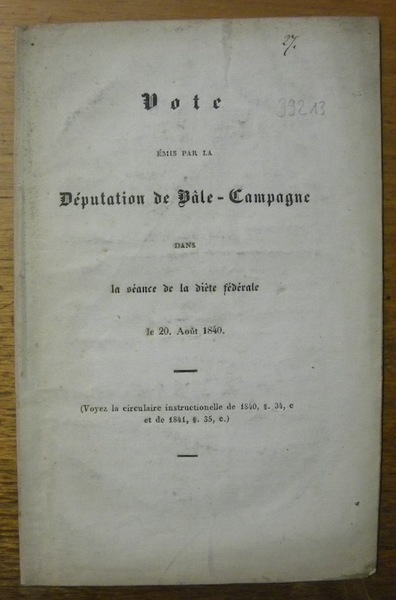 27.
99213
Vote
ÉMIS PAR LA
Députation de Bâle-Campagne
DANS
la séance de la diète fédérale
le 20. Août 1840.
(Voyez la circulaire instructionelle de 1840, §. 34, c
et de 1841, §. 35, c.)